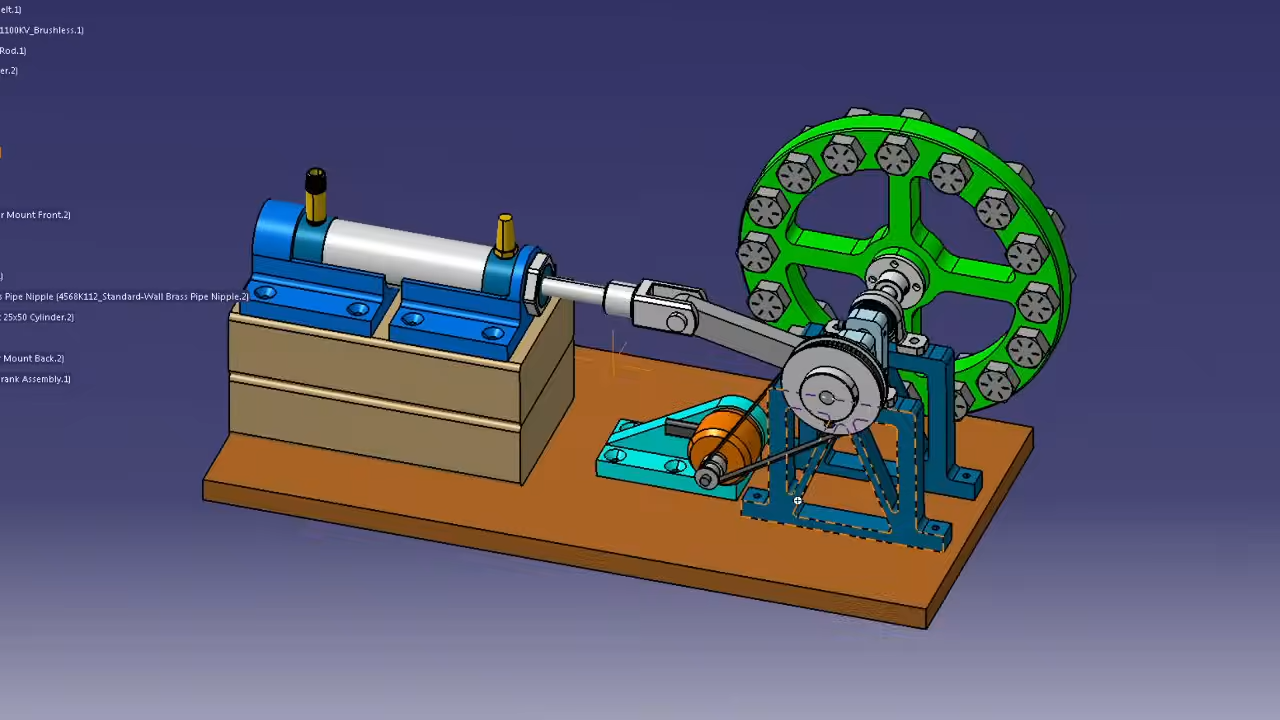 elt.1)
1100KV_Brushless.1)
Rod.1)
er.2)
r Mount Front.2)
)
s Pipe Nipple (4568K112_Standard-Wall Brass Pipe Nipple.2)
25x50 Cylinder.2)
Mount Back.2)
rank Assembly.1)